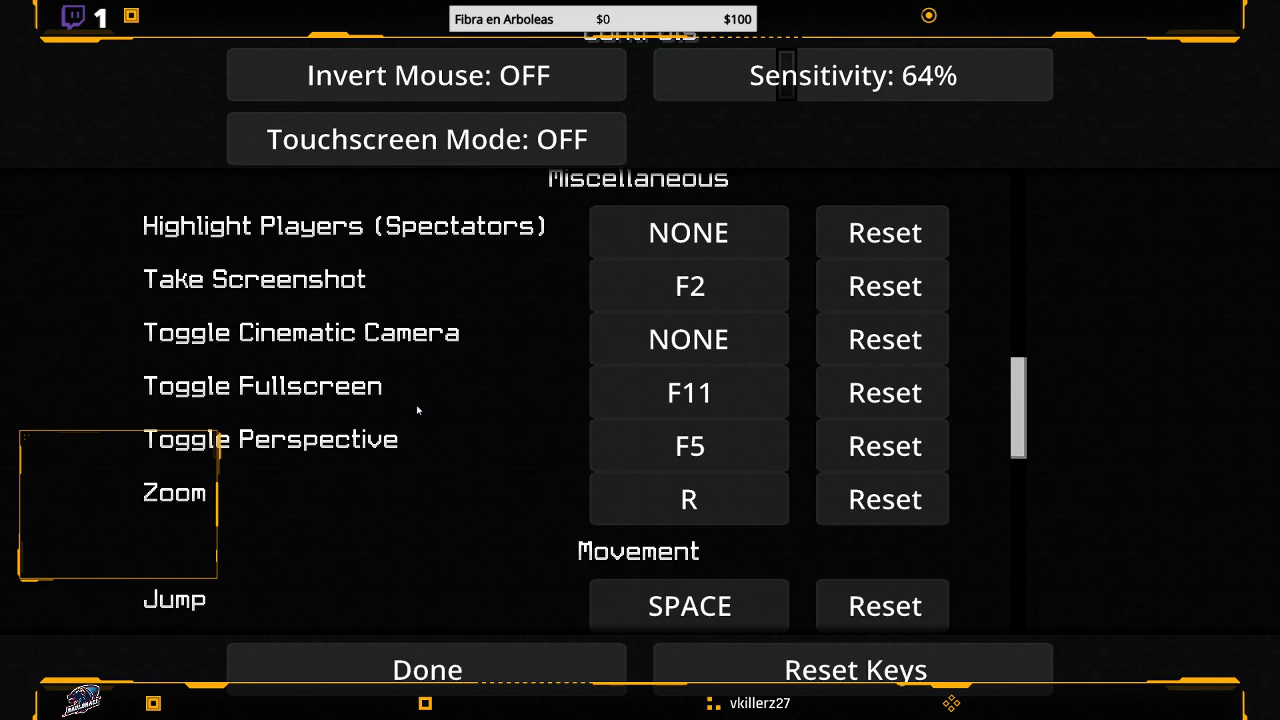 1
Fibra en Arboleas $0 $100
Controls
Invert Mouse: OFF Sensitivity: 64%
Touchscreen Mode: OFF
Miscellaneous
Highlight Players (Spectators) NONE Reset
Take Screenshot F2 Reset
Toggle Cinematic Camera NONE Reset
Toggle Fullscreen F11 Reset
Toggle Perspective F5 Reset
Zoom R Reset
Movement
Jump SPACE Reset
Done Reset Keys
vkillerz27